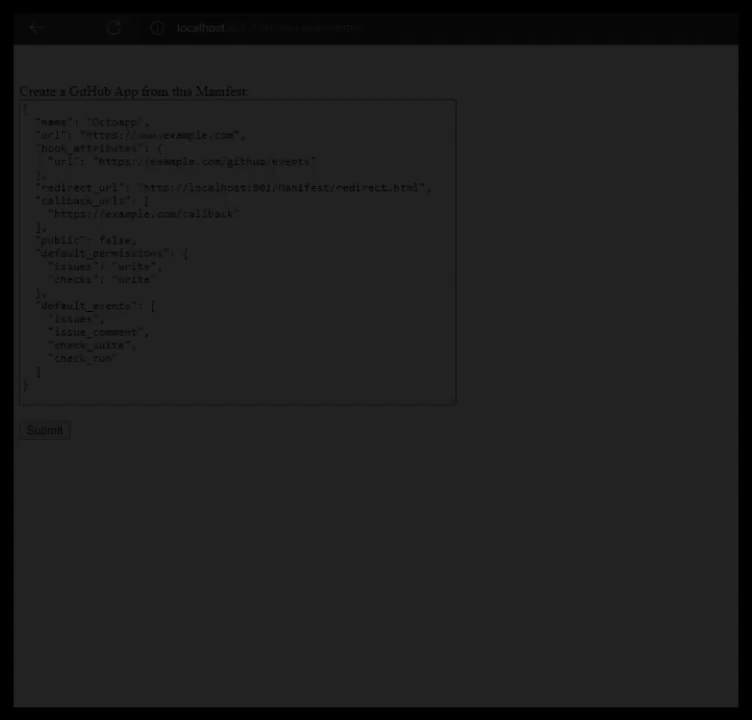 localhost
Create a GitHub App from this Manifest:
{
"name": "Octoapp",
"url": "https://www.example.com",
"hook_attributes": {
"url": "https://example.com/github/events"
},
"redirect_url": "http://localhost:801/Manifest/redirect.html",
"callback_urls": [
"https://example.com/callback"
],
"public": false,
"default_permissions": {
"issues": "write",
"checks": "write"
},
"default_events": [
"issues",
"issue_comment",
"check_suite",
"check_run"
]
}
Submit